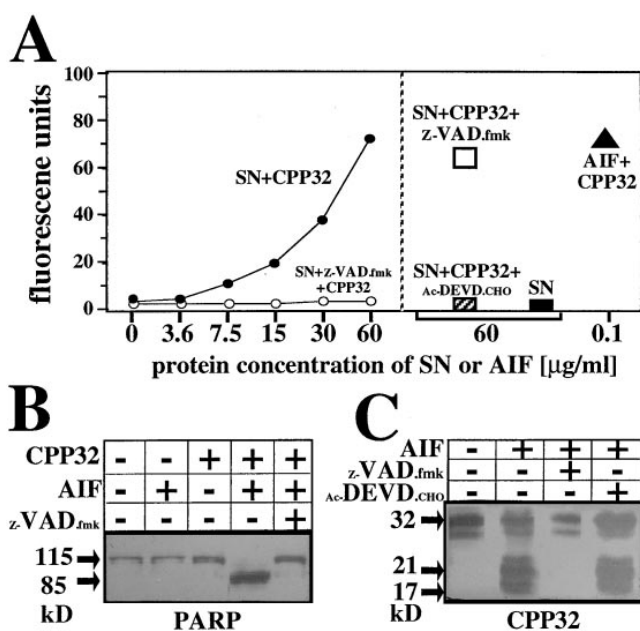 A
fluorescene units
100
80
60
40
20
0
SN+CPP32
SN+z-VAD.fmk
+CPP32
SN+CPP32+
Z-VAD.fmk
AIF+
CPP32
SN+CPP32+
Ac-DEVD.CHO
SN
0 3.6 7.5 15 30 60 60 0.1
protein concentration of SN or AIF [µg/ml]
B
CPP32 - - + + +
AIF - + - + +
z-VAD.fmk - - - - +
115
85
kD
PARP
C
AIF - + + +
z-VAD.fmk - - + -
Ac-DEVD.CHO - - - +
32
21
17
kD
CPP32